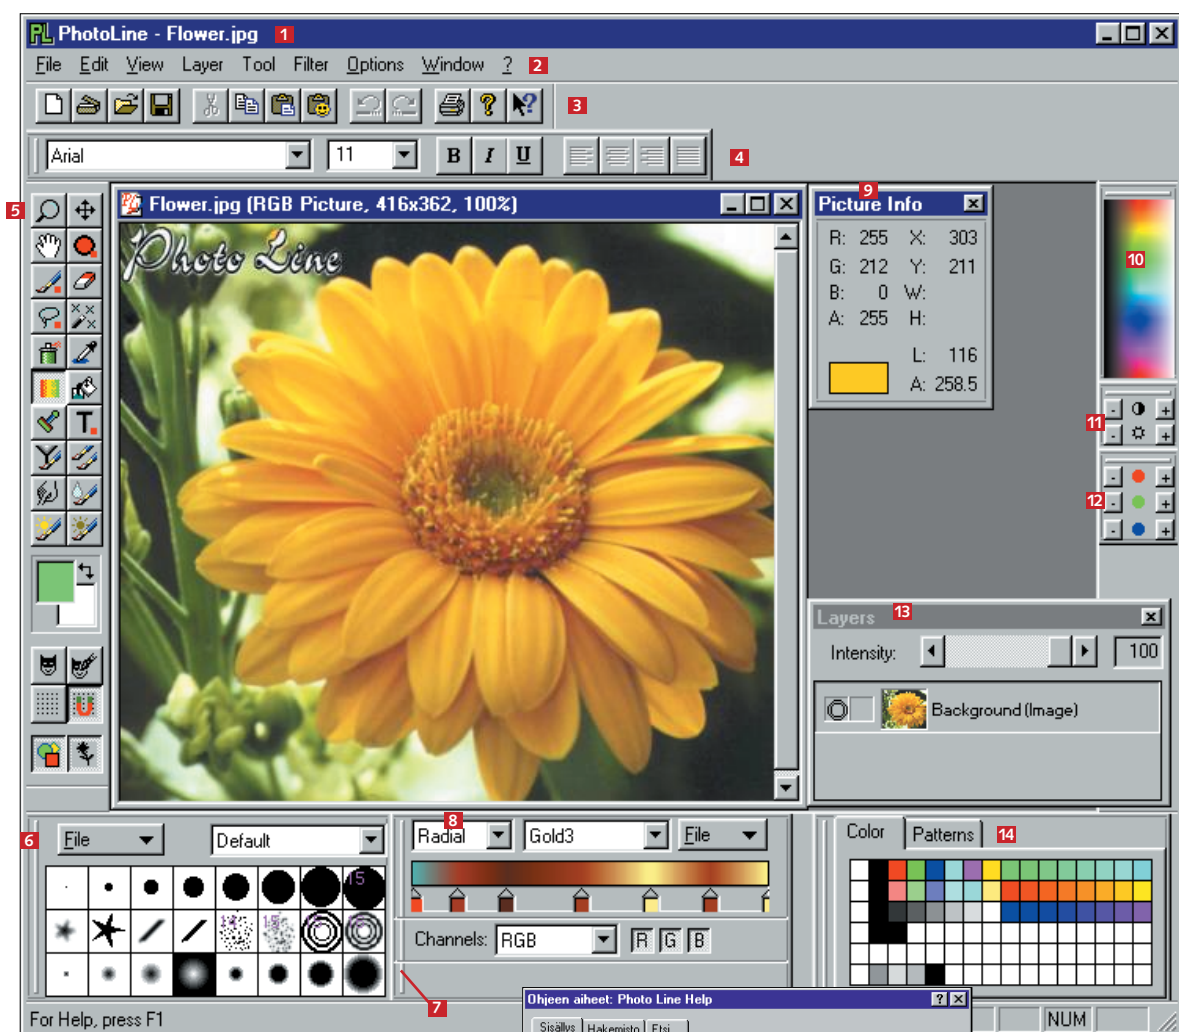 PhotoLine - Flower.jpg 1
File Edit View Layer Tool Filter Options Window ? 2
3
Arial 11 B I U 4
5
Flower.jpg (RGB Picture, 416x362, 100%)
Photo Line
9
Picture Info
R: 255 X: 303
G: 212 Y: 211
B: 0 W:
A: 255 H:
L: 116
A: 258.5
10
11
12
Layers 13
Intensity: 100
Background (Image)
6 File Default
15
8
Radial Gold3 File
Channels: RGB R G B
7
Color Patterns 14
Ohjeen aiheet: Photo Line Help
Sisällys Hakemisto Etsi
For Help, press F1
NUM